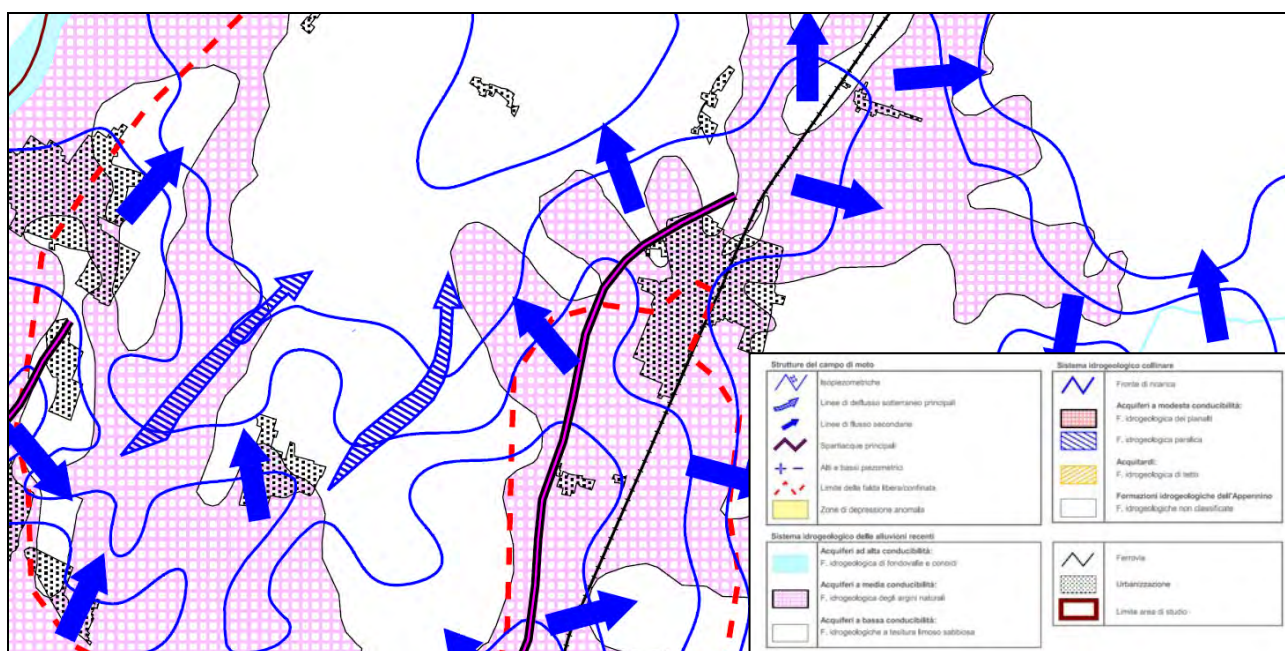 Strutture del campo di moto
Isopiezometriche
Linee di deflusso sotterraneo principali
Linee di flusso secondarie
Spartiacque principali
Alti e bassi piezometrici
Limite della falda libera/confinata
Zone di depressione anomala
Sistema idrogeologico delle alluvioni recenti
Acquiferi ad alta conducibilità:
F. idrogeologica di fondovalle e conoidi
Acquiferi a media conducibilità:
F. idrogeologica degli argini naturali
Acquiferi a bassa conducibilità:
F. idrogeologiche a tessitura limoso sabbiosa
Sistema idrogeologico collinare
Fronte di ricarica
Acquiferi a modesta conducibilità:
F. idrogeologica dei pianalti
F. idrogeologica paralica
Acquitardi:
F. idrogeologica di tetto
Formazioni idrogeologiche dell'Appennino
F. idrogeologiche non classificate
Ferrovia
Urbanizzazione
Limite area di studio